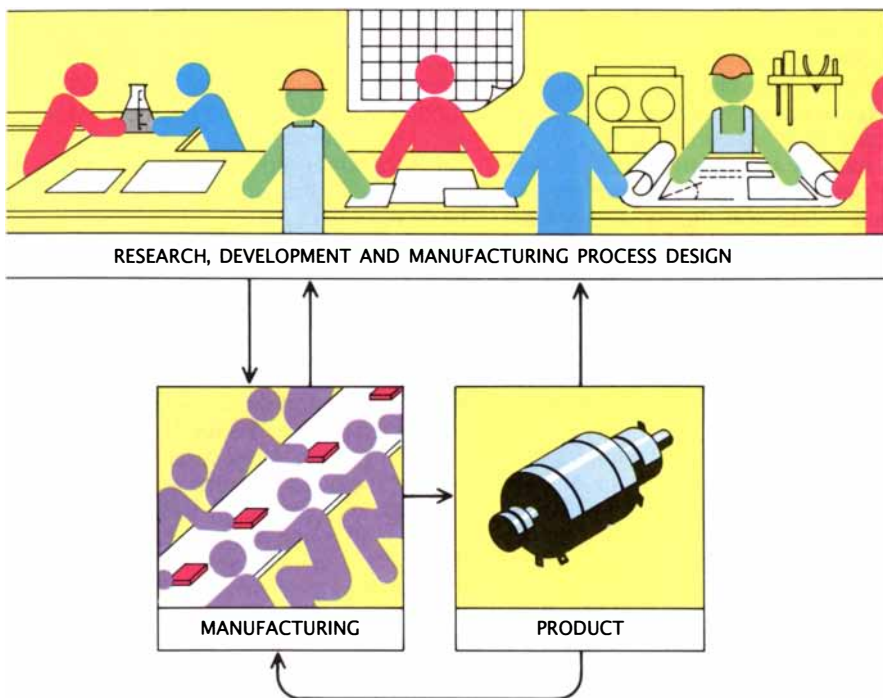 RESEARCH, DEVELOPMENT AND MANUFACTURING PROCESS DESIGN
MANUFACTURING
PRODUCT